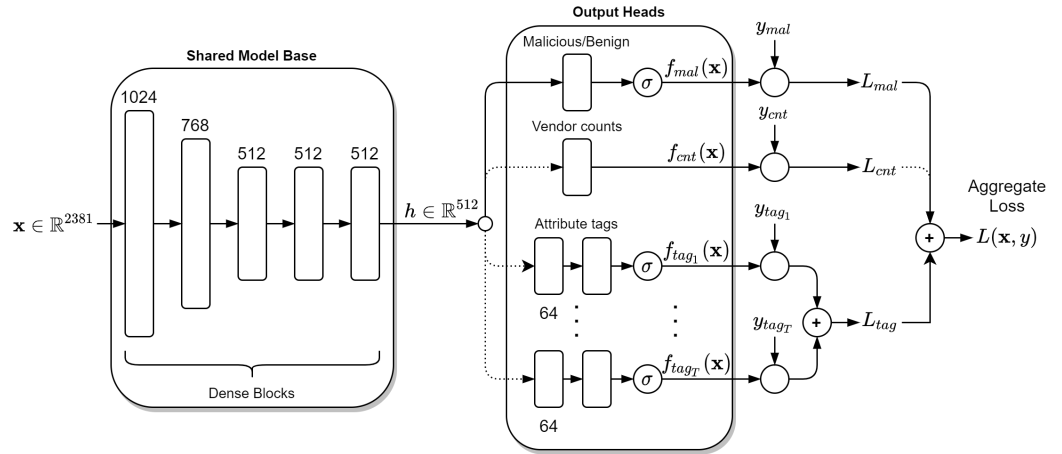 Shared Model Base
1024
768
512
512
512
x ∈ ℝ^2381
Dense Blocks
h ∈ ℝ^512
Output Heads
Malicious/Benign
σ
f_mal(x)
y_mal
L_mal
Vendor counts
f_cnt(x)
y_cnt
L_cnt
Attribute tags
64
σ
f_tag_1(x)
y_tag_1
64
σ
f_tag_T(x)
y_tag_T
+
L_tag
+
Aggregate
Loss
L(x, y)